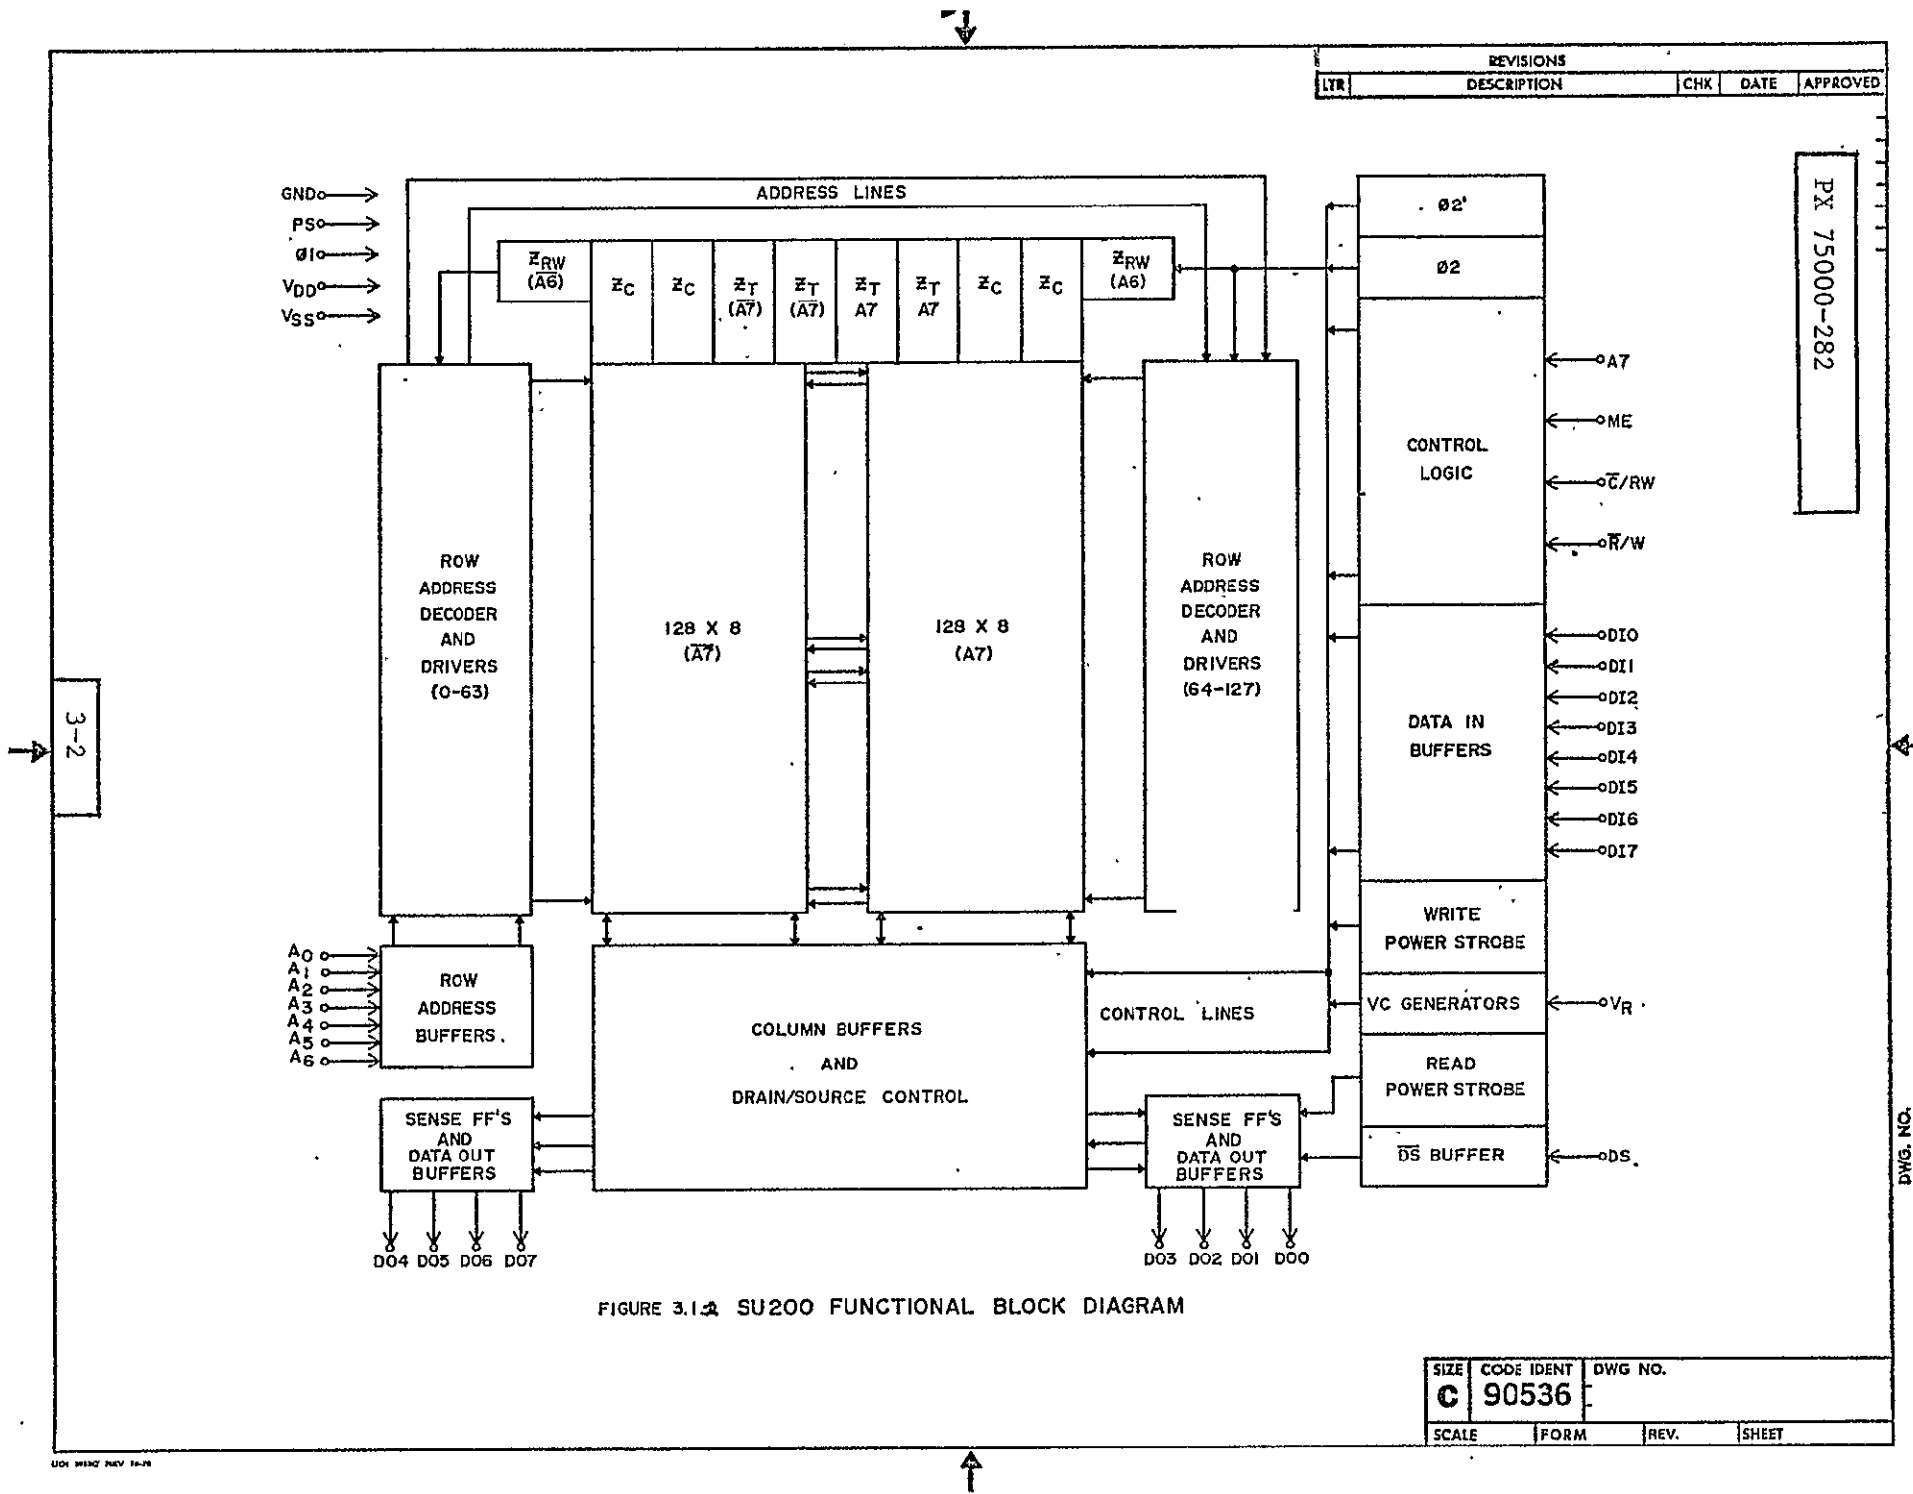 REVISIONS
LTR DESCRIPTION CHK DATE APPROVED
PX 75000-282
GND
PS
Ø1
VDD
VSS
ADDRESS LINES
ZRW
(A̅6̅)
ZC
ZC
ZT
(A̅7̅)
ZT
(A̅7̅)
ZT
A7
ZT
A7
ZC
ZC
ZRW
(A6)
Ø2'
Ø2
CONTROL
LOGIC
A7
ME
C̅/RW
R̅/W
ROW
ADDRESS
DECODER
AND
DRIVERS
(0-63)
128 X 8
(A̅7̅)
128 X 8
(A7)
ROW
ADDRESS
DECODER
AND
DRIVERS
(64-127)
DATA IN
BUFFERS
DI0
DI1
DI2
DI3
DI4
DI5
DI6
DI7
3-2
WRITE
POWER STROBE
VC GENERATORS
VR
READ
POWER STROBE
D̅S̅ BUFFER
DS
A0
A1
A2
A3
A4
A5
A6
ROW
ADDRESS
BUFFERS
COLUMN BUFFERS
AND
DRAIN/SOURCE CONTROL
CONTROL LINES
SENSE FF'S
AND
DATA OUT
BUFFERS
SENSE FF'S
AND
DATA OUT
BUFFERS
DO4 DO5 DO6 DO7
DO3 DO2 DO1 DO0
DWG. NO.
FIGURE 3.1.2 SU200 FUNCTIONAL BLOCK DIAGRAM
SIZE CODE IDENT DWG NO.
C 90536
SCALE FORM REV. SHEET